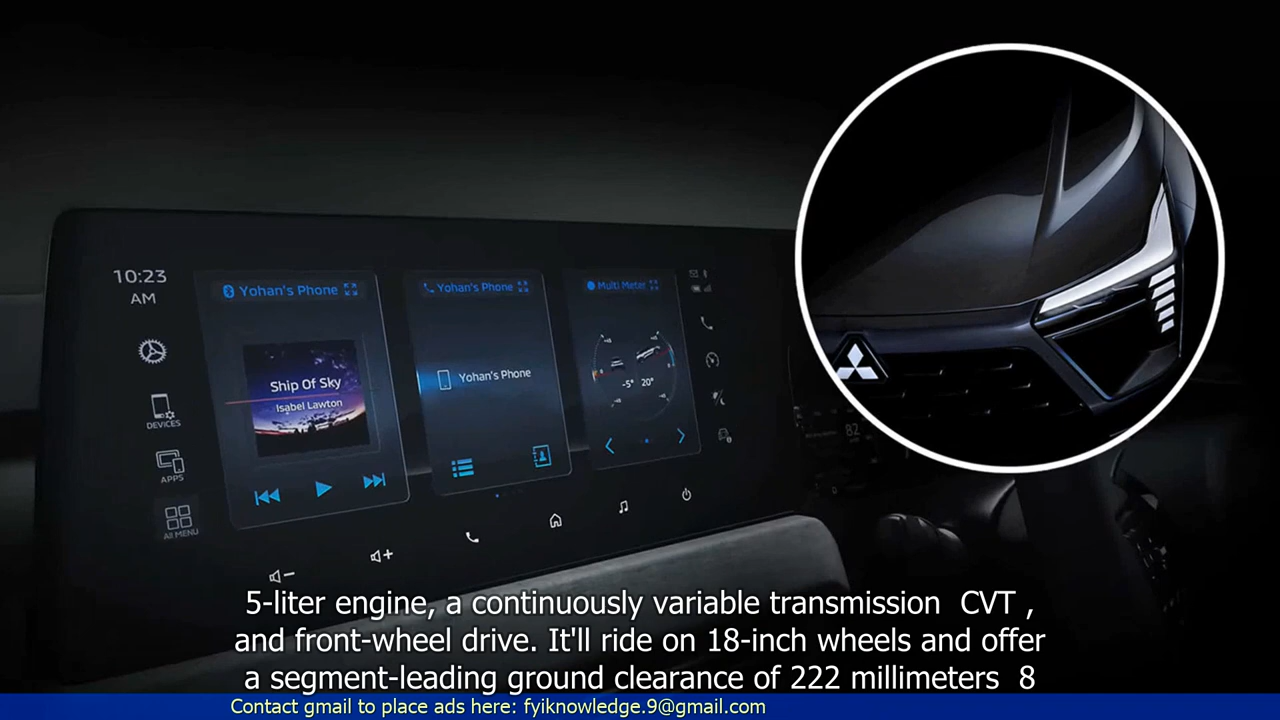 10:23
AM
DEVICES
APPS
All MENU
Yohan's Phone
Ship Of Sky
Isabel Lawton
Yohan's Phone
Yohan's Phone
Multi Meter
-5° 20°
82
5-liter engine, a continuously variable transmission  CVT ,
and front-wheel drive. It'll ride on 18-inch wheels and offer
a segment-leading ground clearance of 222 millimeters  8
Contact gmail to place ads here: fyiknowledge.9@gmail.com